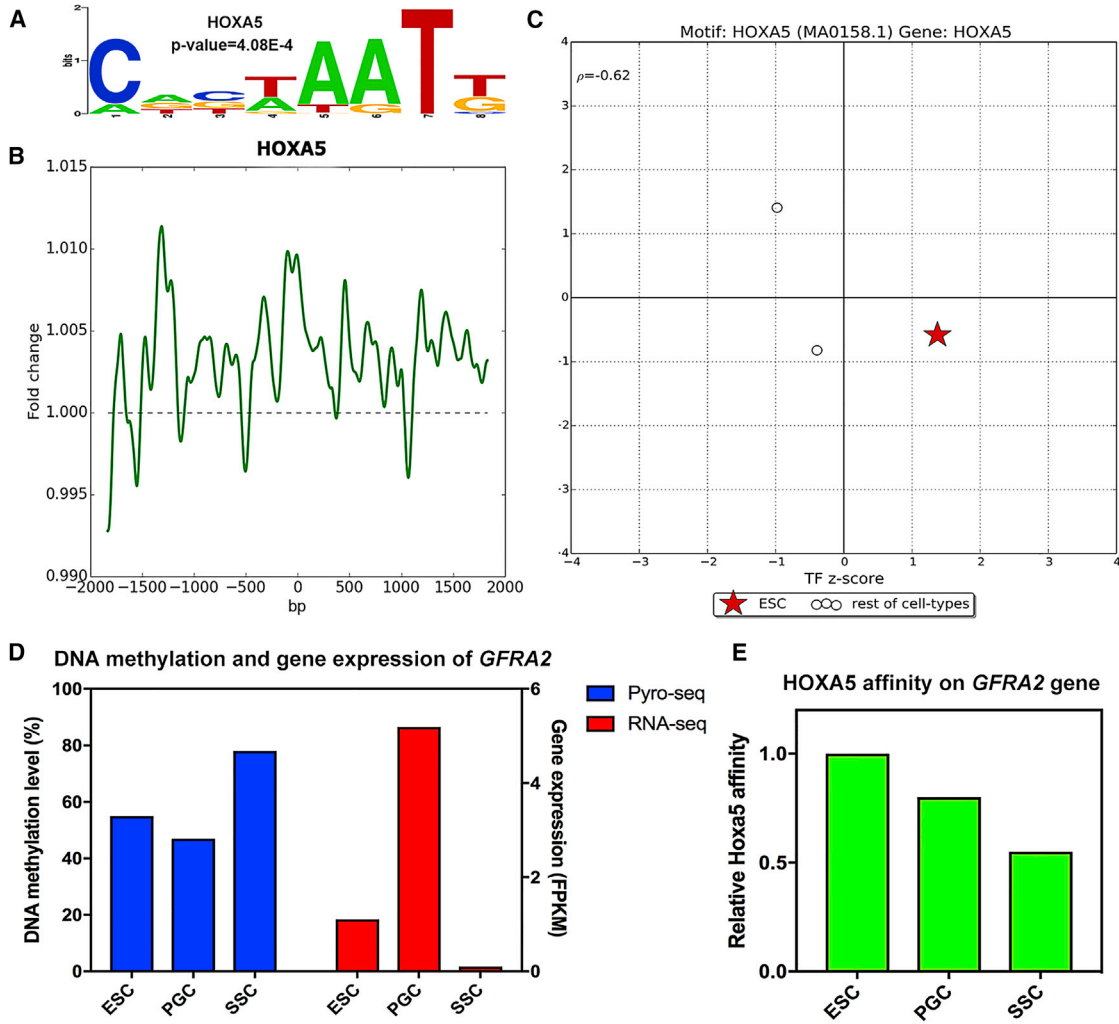 A
HOXA5
p-value=4.08E-4
bits
2
1
0
C A T A A T T
A G T
1 2 3 4 5 6 7 8
B
HOXA5
Fold change
1.015
1.010
1.005
1.000
0.995
0.990
−2000 −1500 −1000 −500 0 500 1000 1500 2000
bp
C
Motif: HOXA5 (MA0158.1) Gene: HOXA5
ρ=-0.62
4
3
2
1
0
-1
-2
-3
-4
−4 −3 −2 −1 0 1 2 3 4
TF z-score
ESC rest of cell-types
D
DNA methylation and gene expression of GFRA2
DNA methylation level (%)
100
80
60
40
20
0
6
4
2
0
Gene expression (FPKM)
ESC PGC SSC ESC PGC SSC
Pyro-seq
RNA-seq
E
HOXA5 affinity on GFRA2 gene
Relative Hoxa5 affinity
1.0
0.5
0.0
ESC PGC SSC